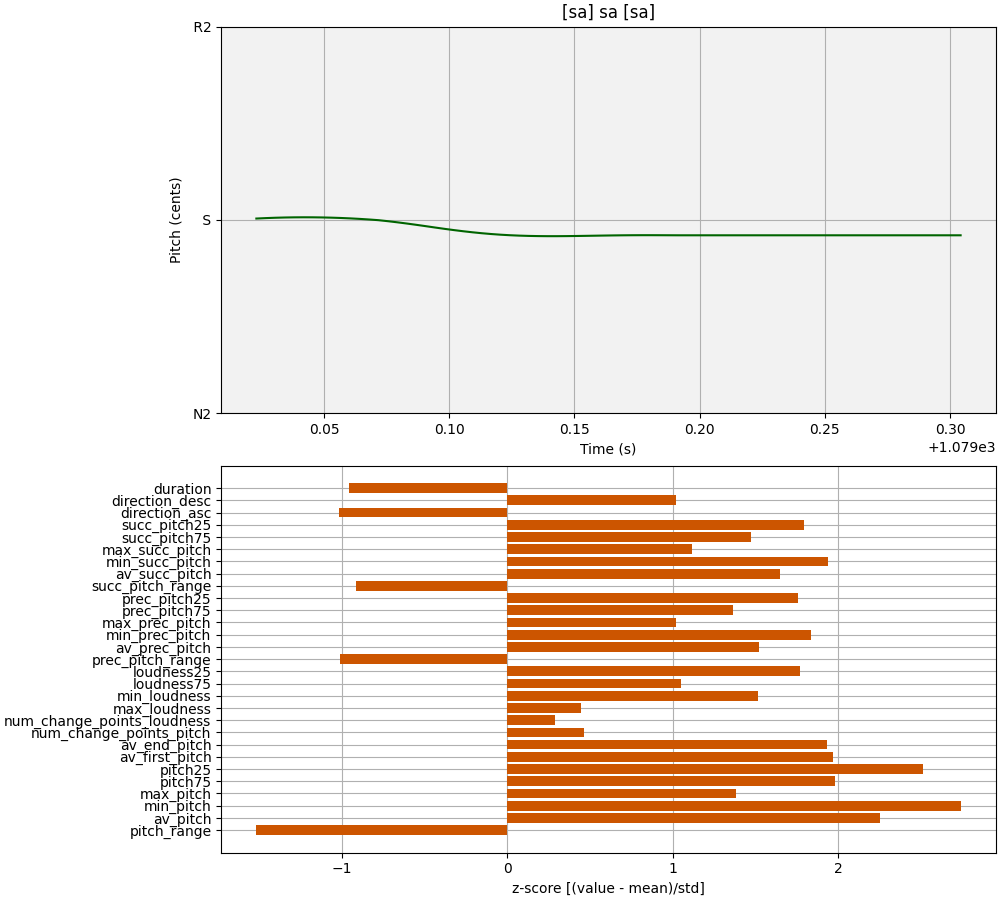 [sa] sa [sa]
R2
S
N2
Pitch (cents)
0.05 0.10 0.15 0.20 0.25 0.30
Time (s)
+1.079e3
duration
direction_desc
direction_asc
succ_pitch25
succ_pitch75
max_succ_pitch
min_succ_pitch
av_succ_pitch
succ_pitch_range
prec_pitch25
prec_pitch75
max_prec_pitch
min_prec_pitch
av_prec_pitch
prec_pitch_range
loudness25
loudness75
min_loudness
max_loudness
num_change_points_loudness
num_change_points_pitch
av_end_pitch
av_first_pitch
pitch25
pitch75
max_pitch
min_pitch
av_pitch
pitch_range
−1 0 1 2
z-score [(value - mean)/std]